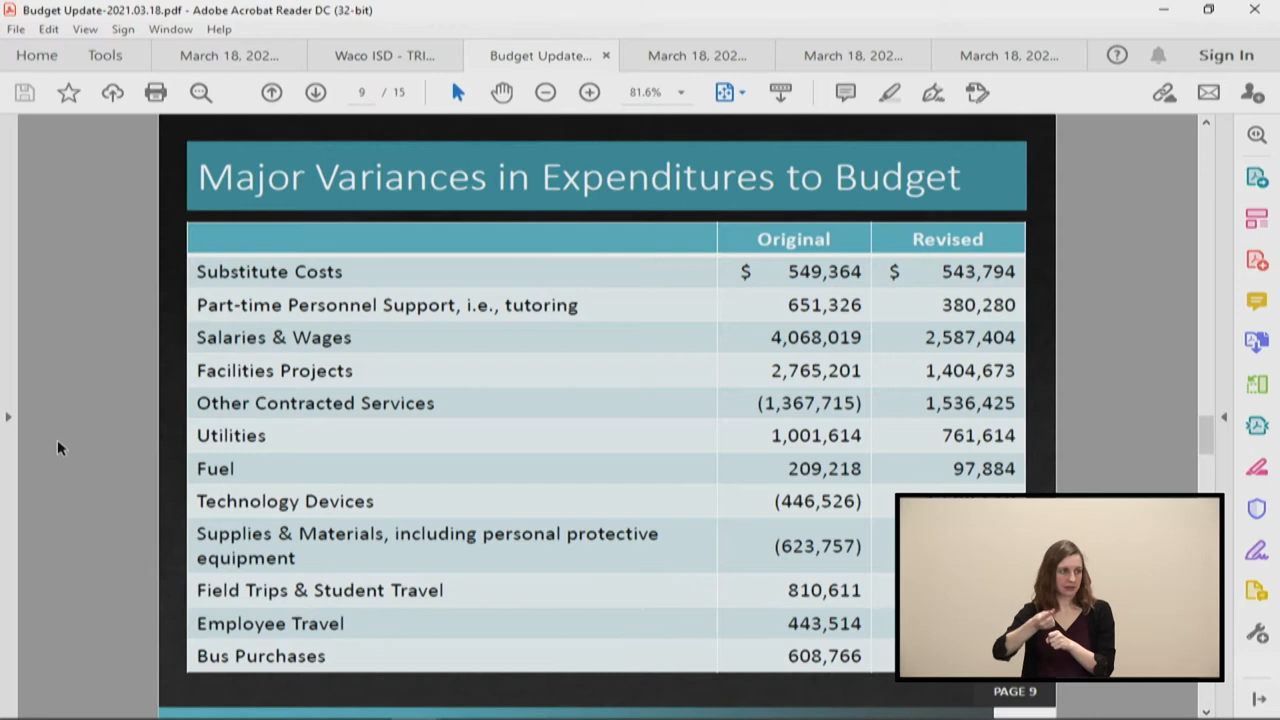 Budget Update-2021.03.18.pdf - Adobe Acrobat Reader DC (32-bit)
File Edit View Sign Window Help
Home Tools March 18, 202... Waco ISD - TRI... Budget Update... × March 18, 202... March 18, 202... March 18, 202... Sign In
9 / 15 81.6%
Major Variances in Expenditures to Budget
Original Revised
Substitute Costs $ 549,364 $ 543,794
Part-time Personnel Support, i.e., tutoring 651,326 380,280
Salaries & Wages 4,068,019 2,587,404
Facilities Projects 2,765,201 1,404,673
Other Contracted Services (1,367,715) 1,536,425
Utilities 1,001,614 761,614
Fuel 209,218 97,884
Technology Devices (446,526)
Supplies & Materials, including personal protective
equipment (623,757)
Field Trips & Student Travel 810,611
Employee Travel 443,514
Bus Purchases 608,766
PAGE 9